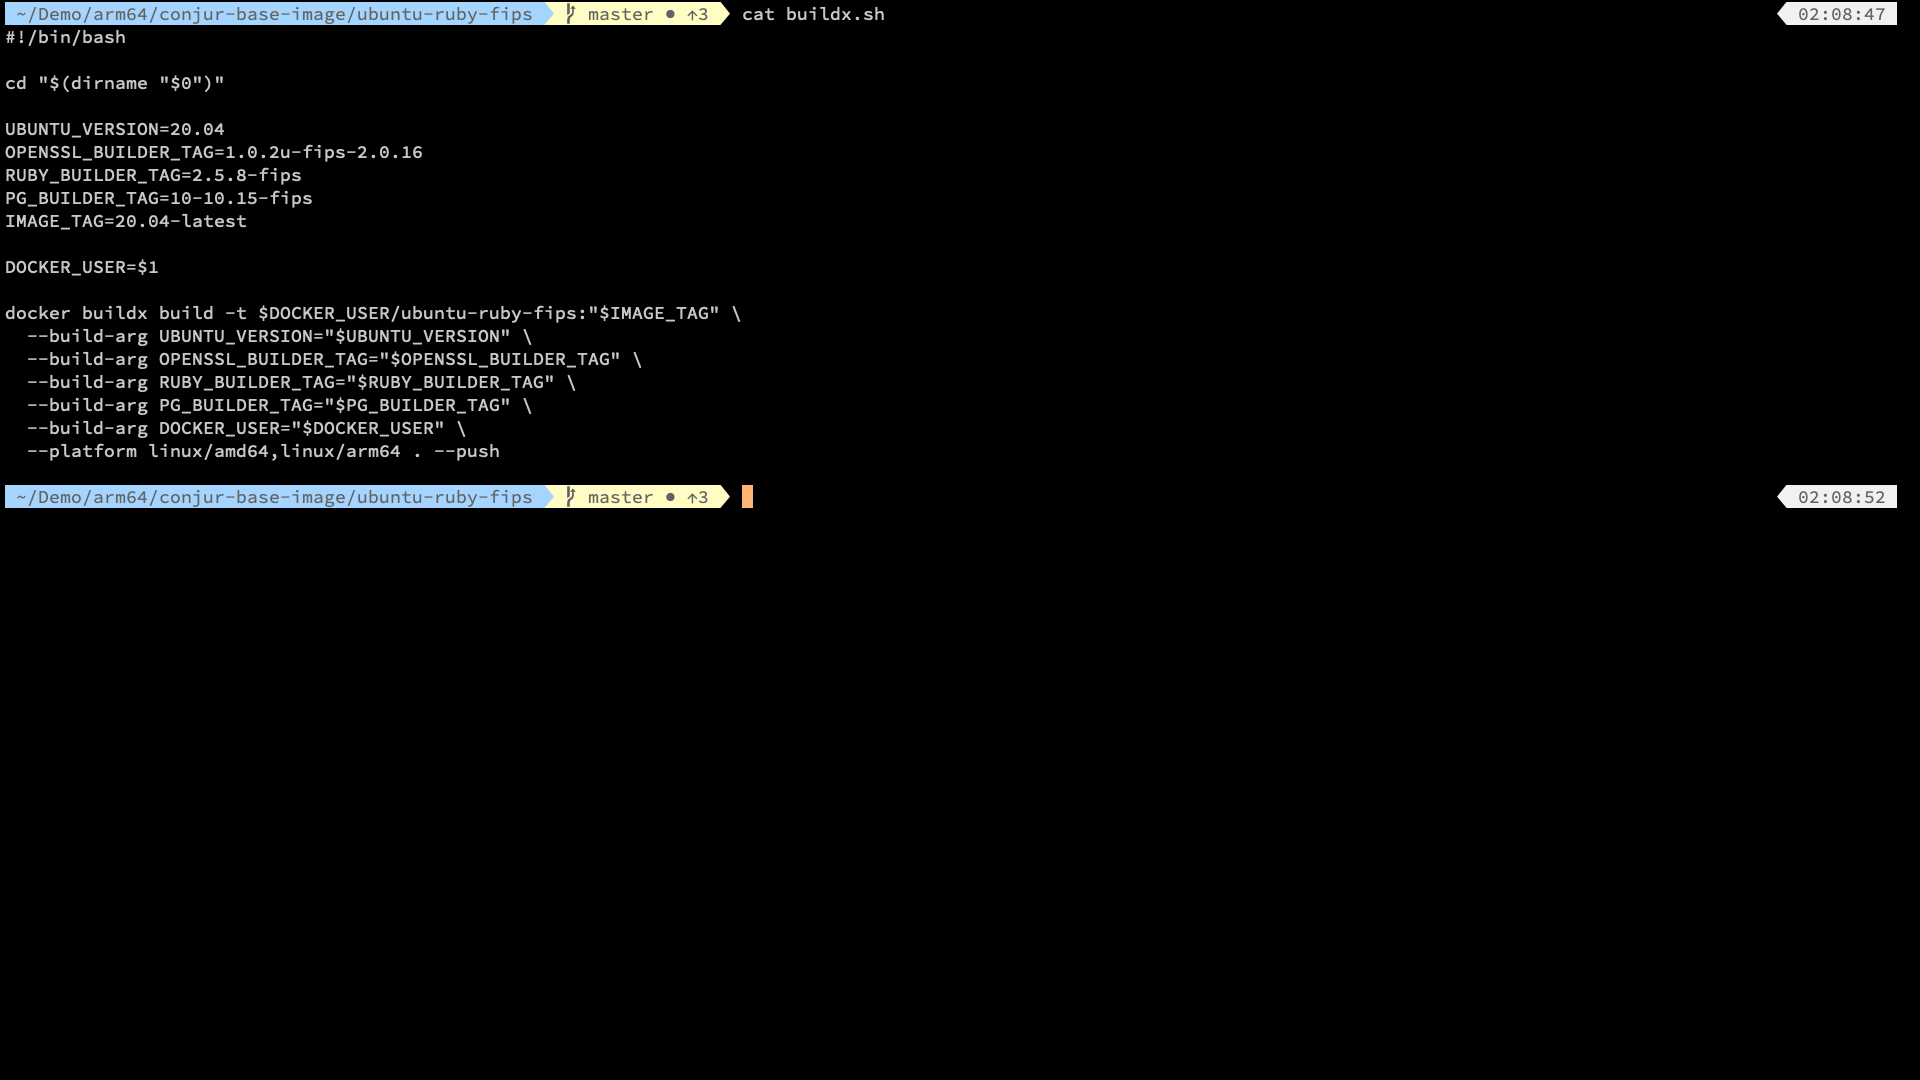 ~/Demo/arm64/conjur-base-image/ubuntu-ruby-fips master ● ↑3 cat buildx.sh 02:08:47
#!/bin/bash
cd "$(dirname "$0")"
UBUNTU_VERSION=20.04
OPENSSL_BUILDER_TAG=1.0.2u-fips-2.0.16
RUBY_BUILDER_TAG=2.5.8-fips
PG_BUILDER_TAG=10-10.15-fips
IMAGE_TAG=20.04-latest
DOCKER_USER=$1
docker buildx build -t $DOCKER_USER/ubuntu-ruby-fips:"$IMAGE_TAG" \
  --build-arg UBUNTU_VERSION="$UBUNTU_VERSION" \
  --build-arg OPENSSL_BUILDER_TAG="$OPENSSL_BUILDER_TAG" \
  --build-arg RUBY_BUILDER_TAG="$RUBY_BUILDER_TAG" \
  --build-arg PG_BUILDER_TAG="$PG_BUILDER_TAG" \
  --build-arg DOCKER_USER="$DOCKER_USER" \
  --platform linux/amd64,linux/arm64 . --push
~/Demo/arm64/conjur-base-image/ubuntu-ruby-fips master ● ↑3 02:08:52